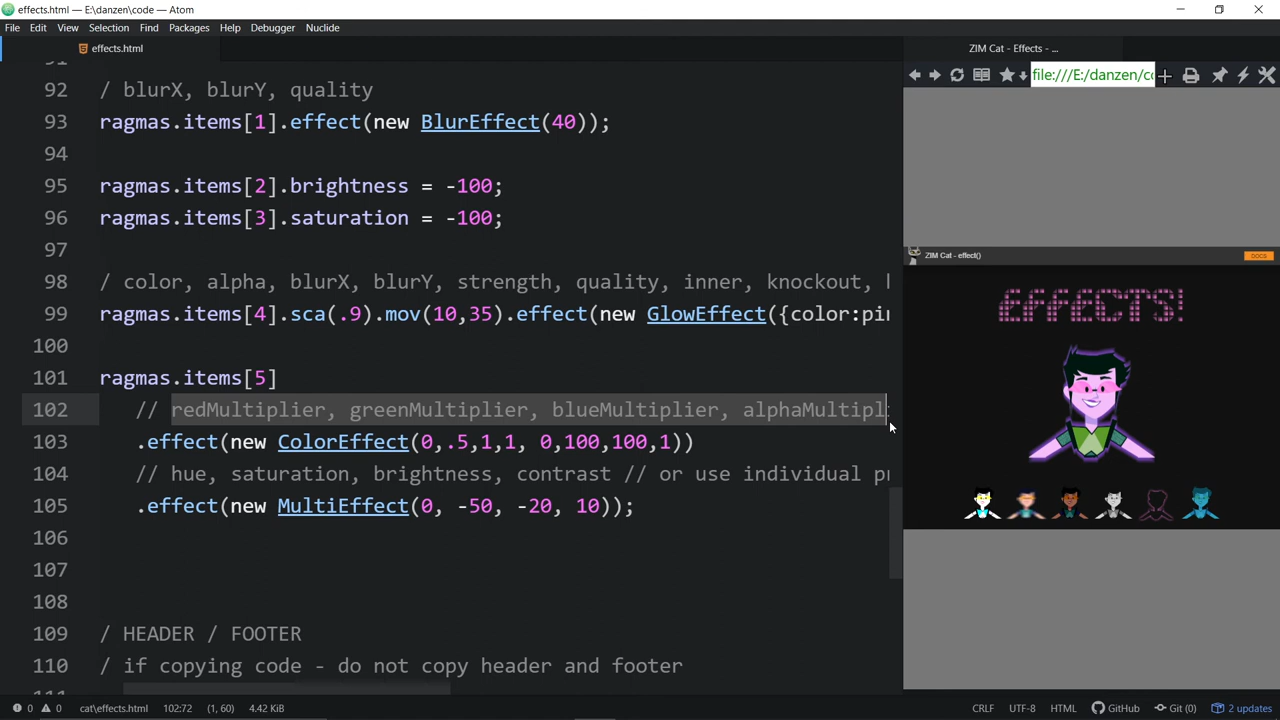 effects.html — E:\danzen\code — Atom
File Edit View Selection Find Packages Help Debugger Nuclide
effects.html
ZIM Cat - Effects - ...
file:///E:/danzen/co
92 / blurX, blurY, quality
93 ragmas.items[1].effect(new BlurEffect(40));
94
95 ragmas.items[2].brightness = -100;
96 ragmas.items[3].saturation = -100;
97
98 / color, alpha, blurX, blurY, strength, quality, inner, knockout, h
99 ragmas.items[4].sca(.9).mov(10,35).effect(new GlowEffect({color:pin
100
101 ragmas.items[5]
102 // redMultiplier, greenMultiplier, blueMultiplier, alphaMultipl
103 .effect(new ColorEffect(0,.5,1,1, 0,100,100,1))
104 // hue, saturation, brightness, contrast // or use individual p
105 .effect(new MultiEffect(0, -50, -20, 10));
106
107
108
109 / HEADER / FOOTER
110 / if copying code - do not copy header and footer
ZIM Cat - effect()
DOCS
EFFECTS!
0 0 cat\effects.html 102:72 (1, 60) 4.42 KiB
CRLF UTF-8 HTML GitHub Git (0) 2 updates